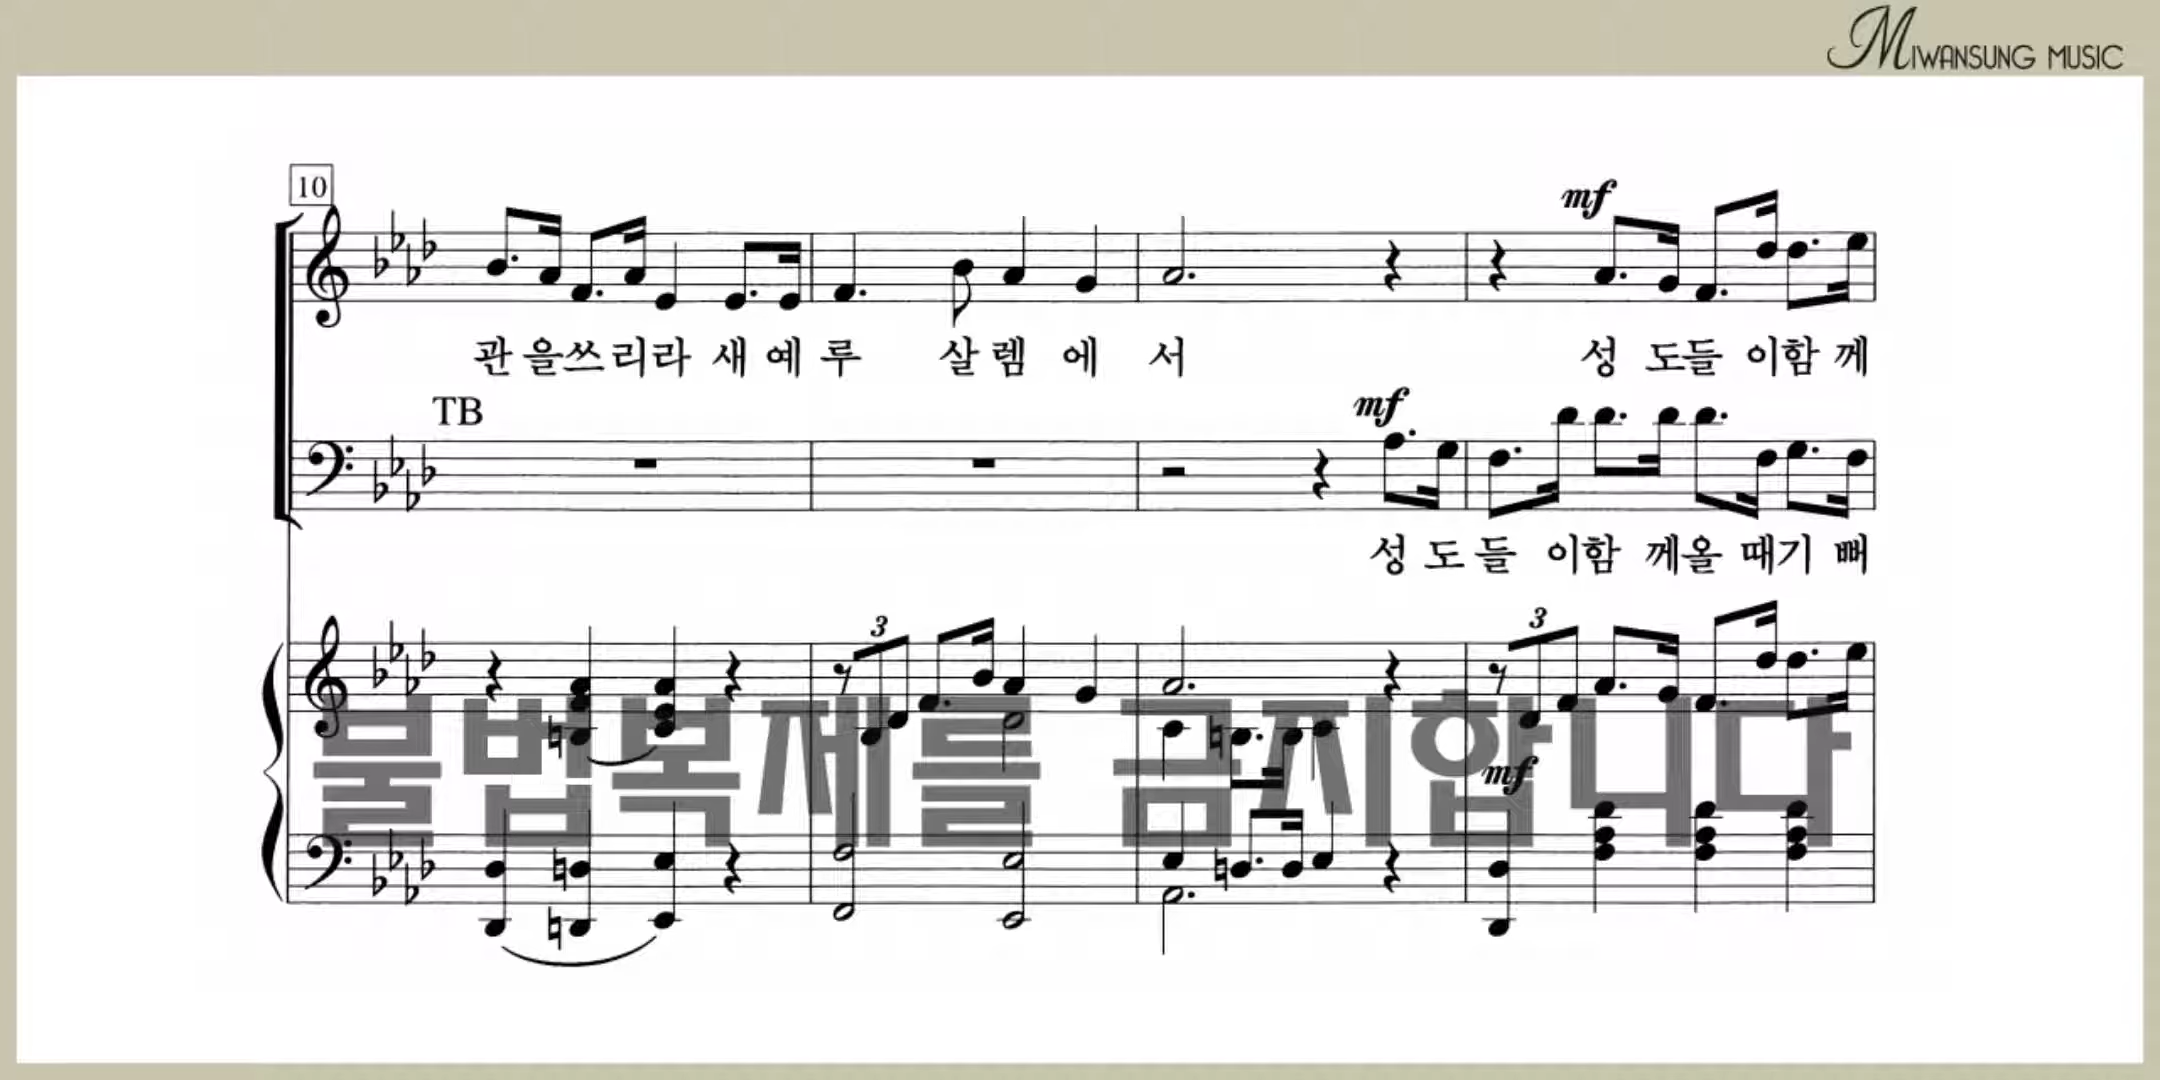 MIWANSUNG MUSIC
10
mf
관 을쓰리라 새 예 루 살 렘 에 서 성 도들 이함 께
TB
mf
성 도 들 이함 께올 때기 뻐
3
3
불법복제를 금지합니다
mf